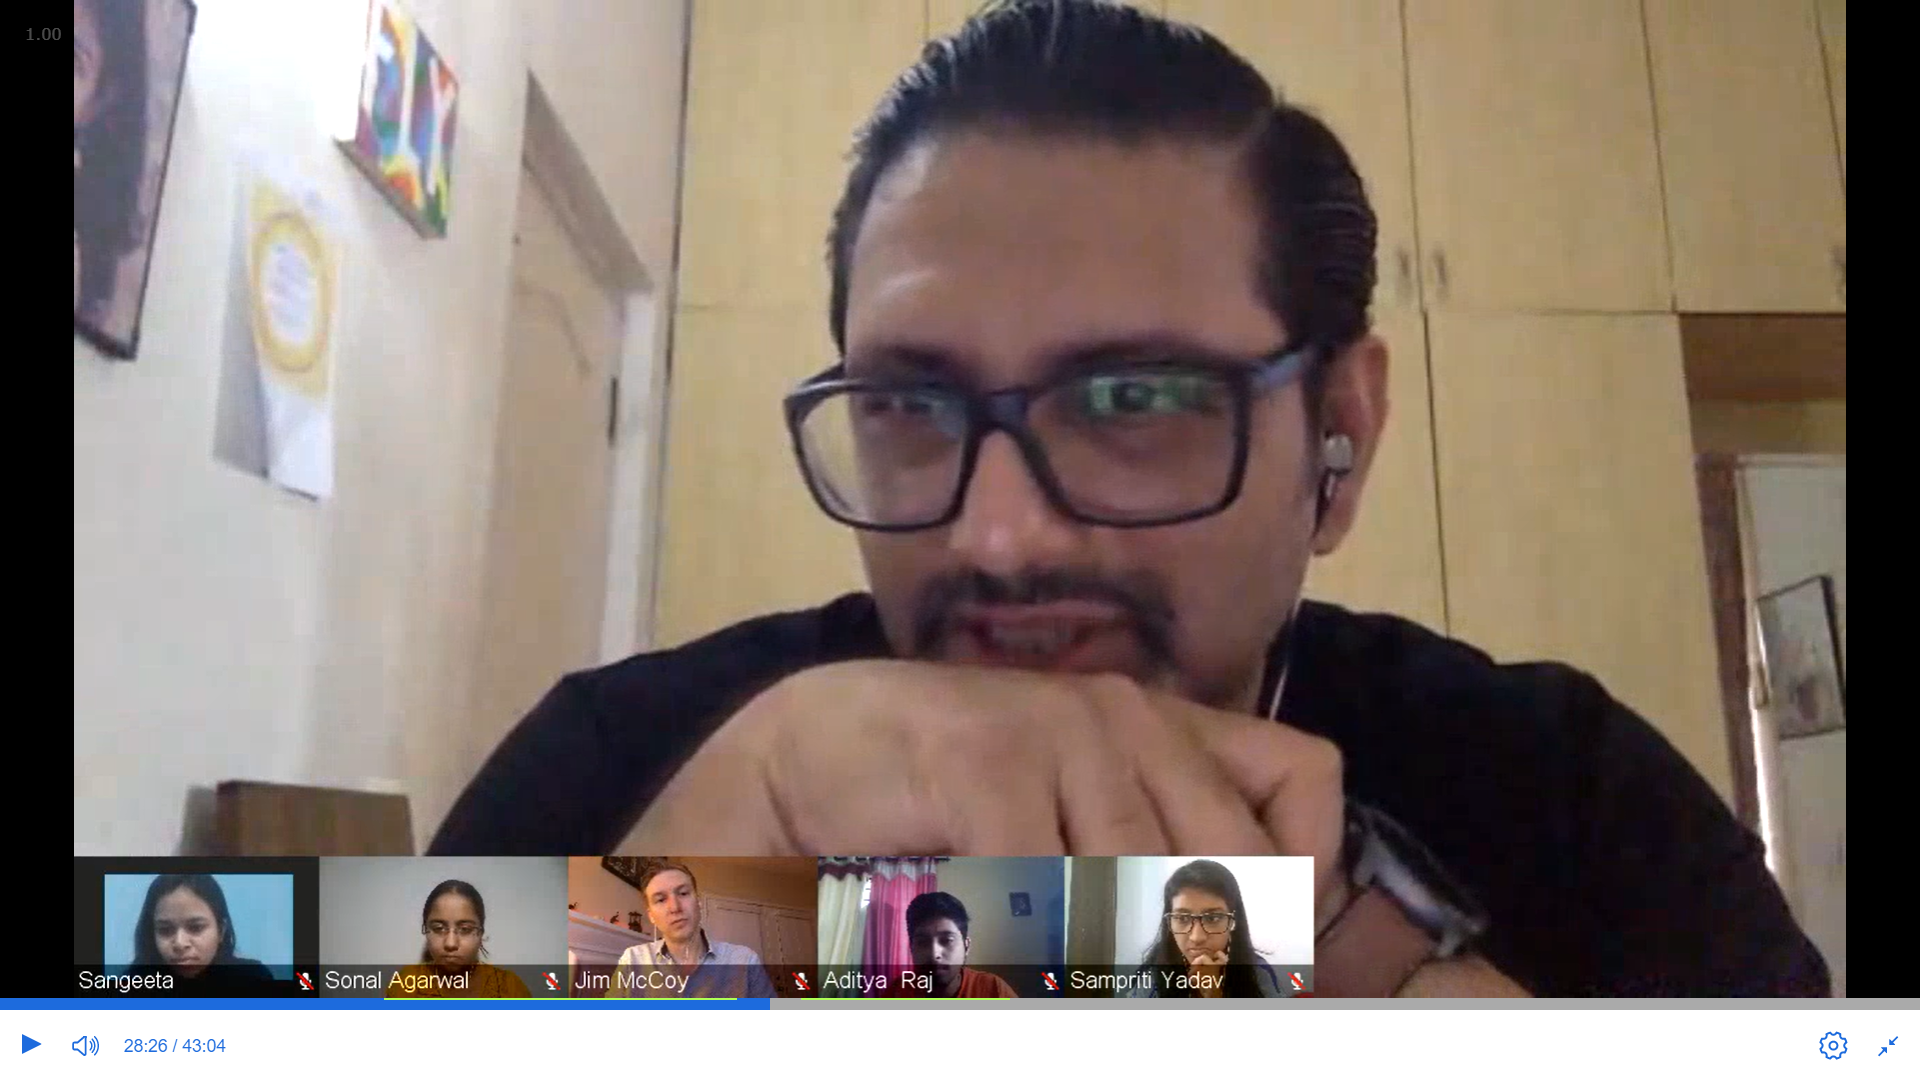 1.00
Sangeeta
Sonal Agarwal
Jim McCoy
Aditya Raj
Sampriti Yadav
28:26 / 43:04